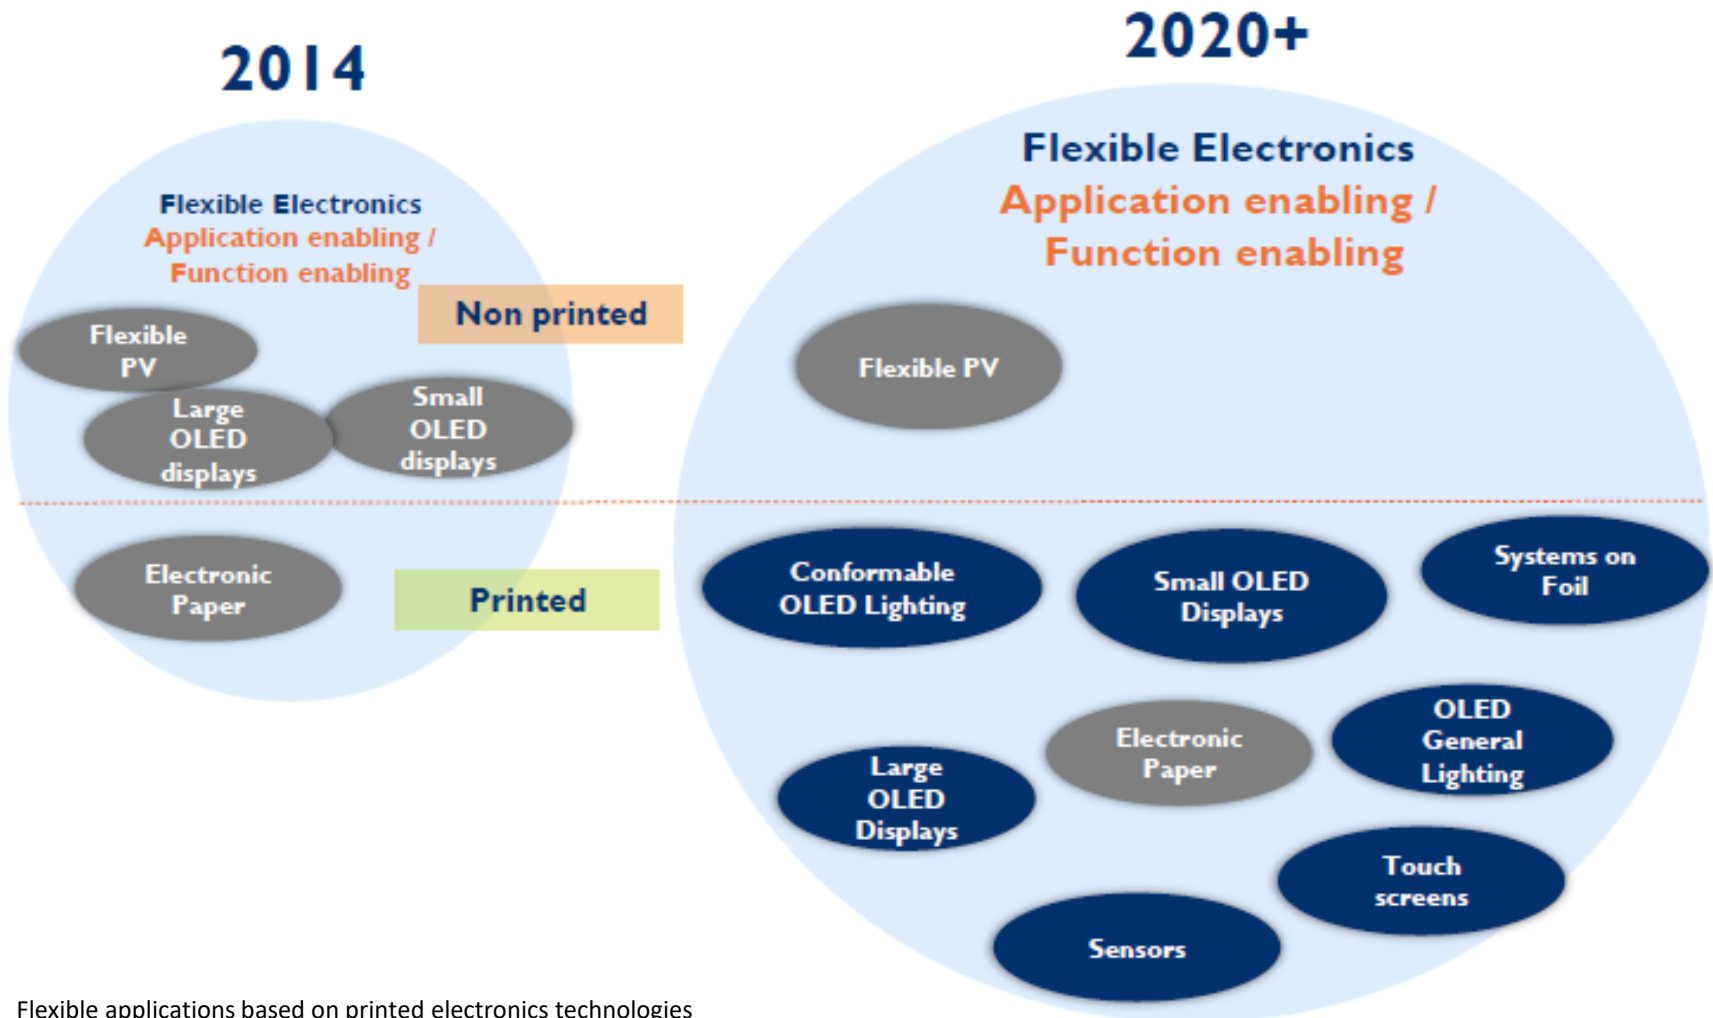 2014
Flexible Electronics
Application enabling /
Function enabling
Non printed
Flexible
PV
Large
OLED
displays
Small
OLED
displays
Electronic
Paper
Printed
2020+
Flexible Electronics
Application enabling /
Function enabling
Flexible PV
Conformable
OLED Lighting
Small OLED
Displays
Systems on
Foil
Large
OLED
Displays
Electronic
Paper
OLED
General
Lighting
Touch
screens
Sensors
Flexible applications based on printed electronics technologies